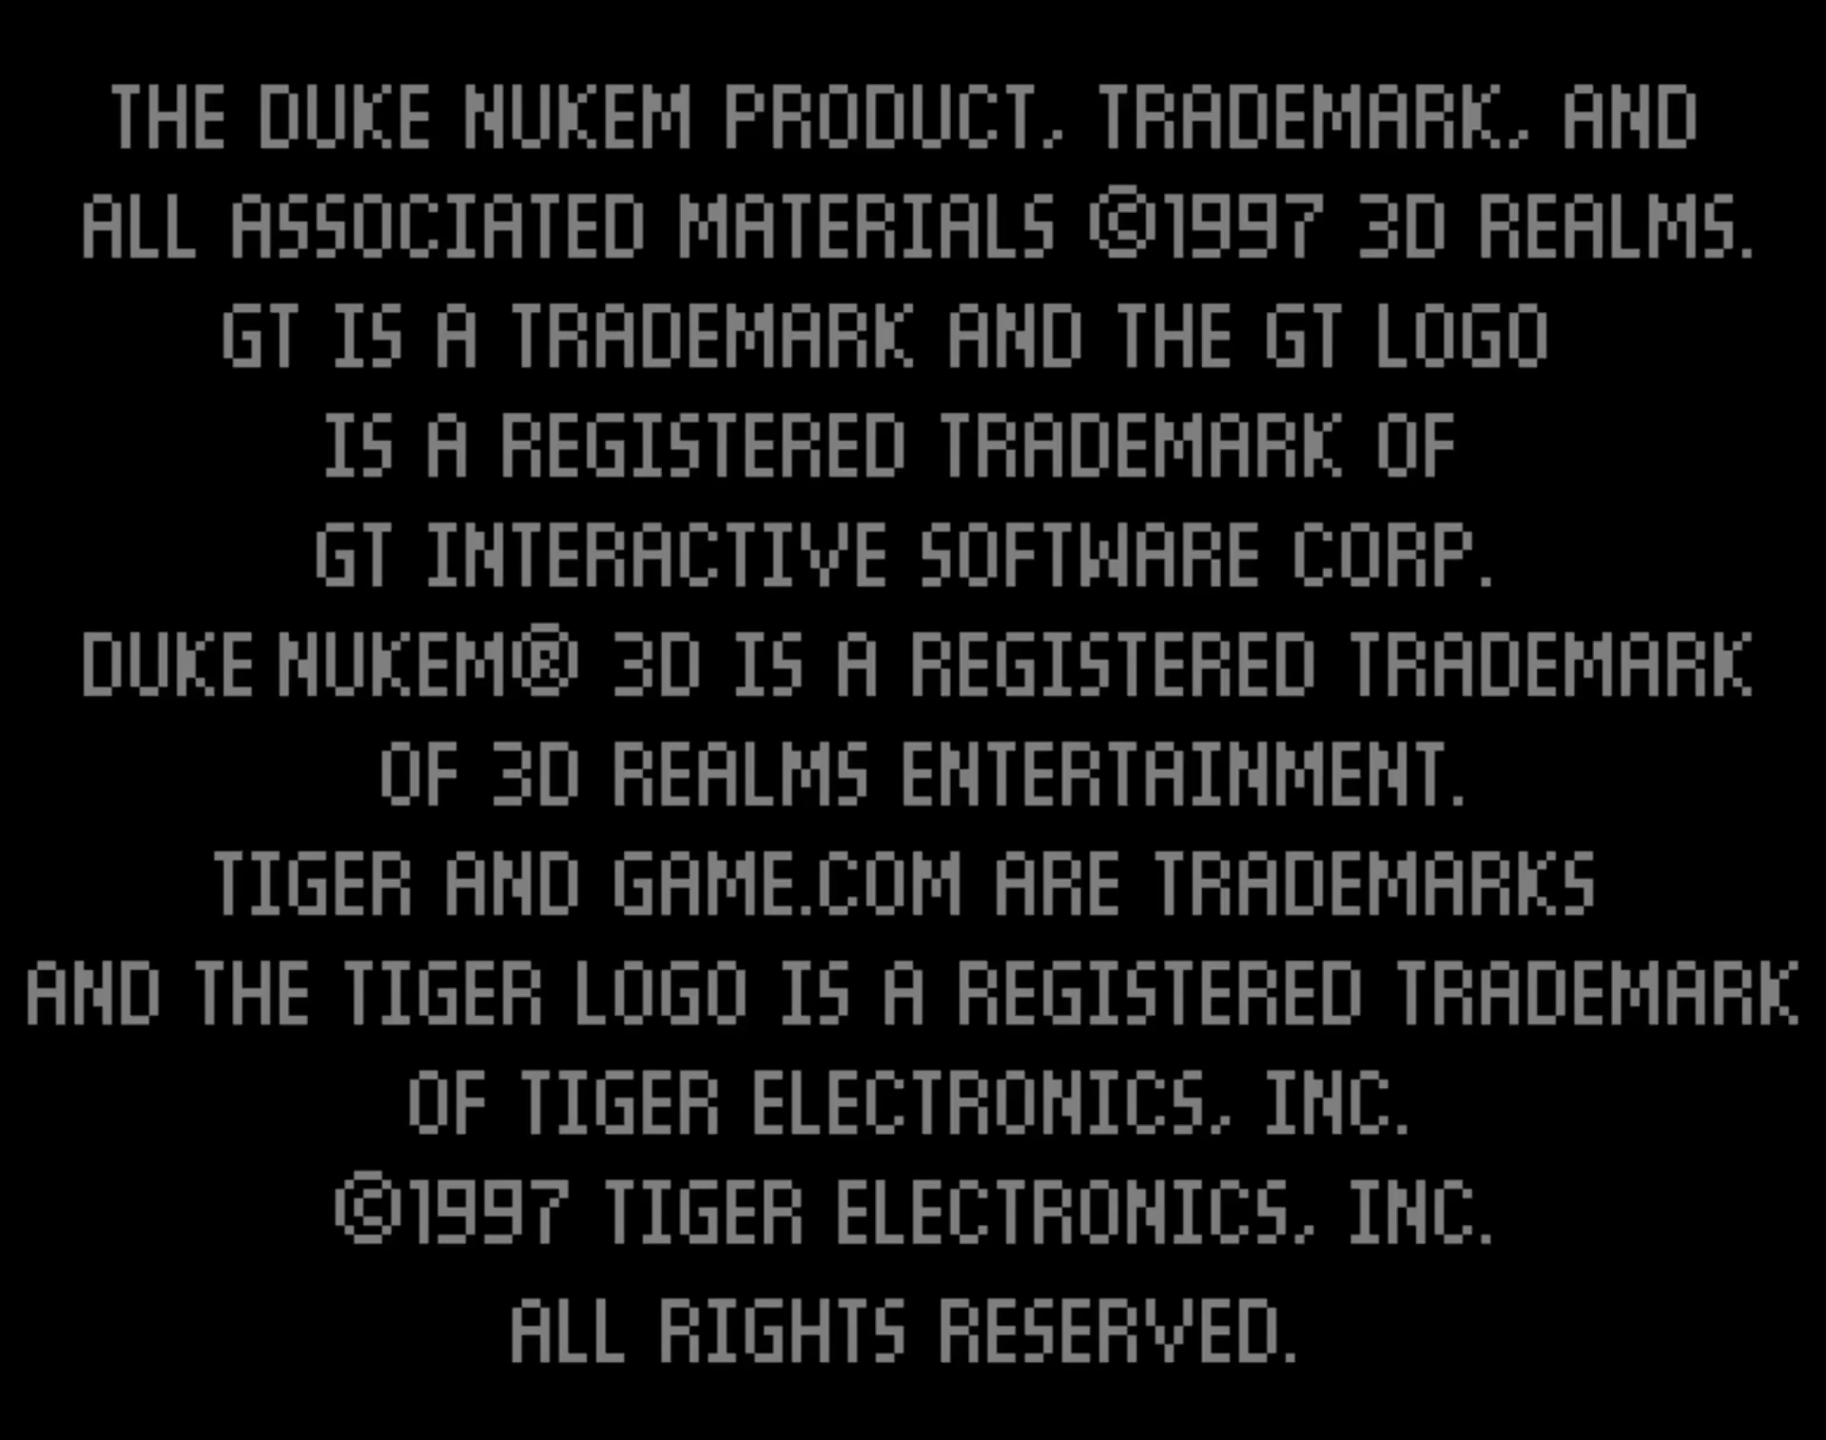 THE DUKE NUKEM PRODUCT, TRADEMARK, AND
ALL ASSOCIATED MATERIALS ©1997 3D REALMS.
GT IS A TRADEMARK AND THE GT LOGO
IS A REGISTERED TRADEMARK OF
GT INTERACTIVE SOFTWARE CORP.
DUKE NUKEM® 3D IS A REGISTERED TRADEMARK
OF 3D REALMS ENTERTAINMENT.
TIGER AND GAME.COM ARE TRADEMARKS
AND THE TIGER LOGO IS A REGISTERED TRADEMARK
OF TIGER ELECTRONICS, INC.
©1997 TIGER ELECTRONICS, INC.
ALL RIGHTS RESERVED.